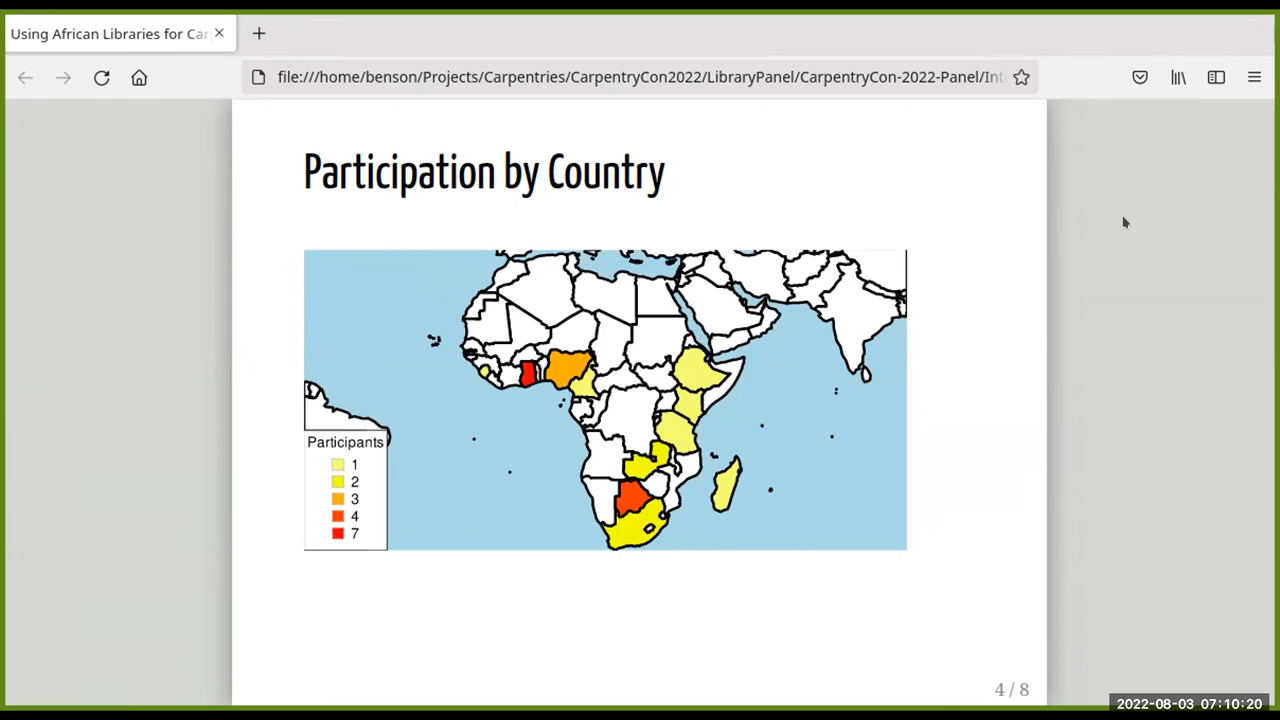 Using African Libraries for Car
file:///home/benson/Projects/Carpentries/CarpentryCon2022/LibraryPanel/CarpentryCon-2022-Panel/Int
Participation by Country
Participants
1
2
3
4
7
4 / 8
2022-08-03 07:10:20